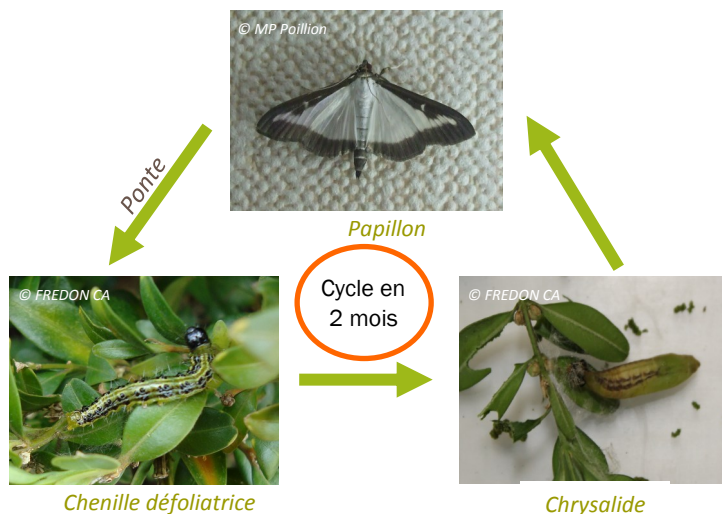 © MP Poillion
Ponte
Papillon
© FREDON CA
Cycle en
2 mois
© FREDON CA
Chenille défoliatrice
Chrysalide